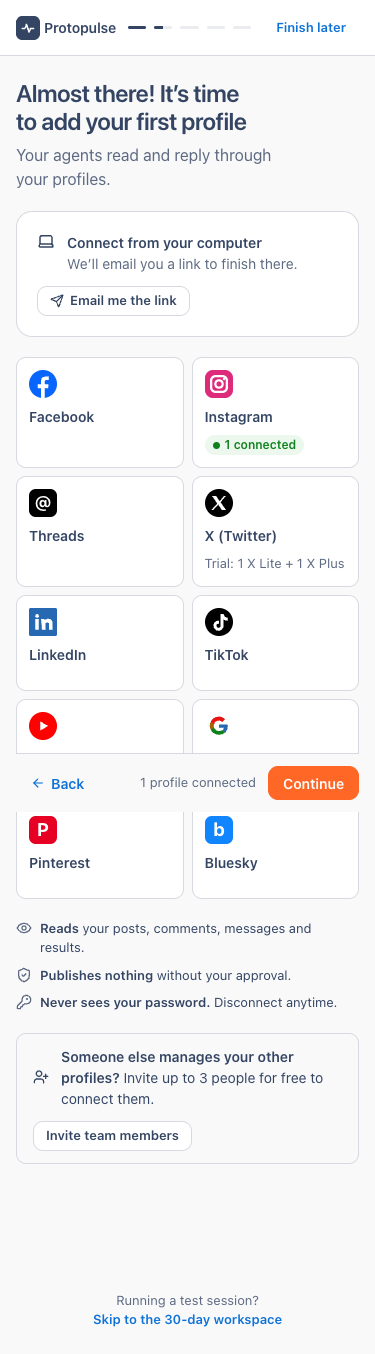 Protopulse
Finish later
Almost there! It’s time
to add your first profile
Your agents read and reply through
your profiles.
Connect from your computer
We’ll email you a link to finish there.
Email me the link
Facebook
Instagram
1 connected
Threads
X (Twitter)
Trial: 1 X Lite + 1 X Plus
LinkedIn
TikTok
Back
1 profile connected
Continue
Pinterest
Bluesky
Reads your posts, comments, messages and
results.
Publishes nothing without your approval.
Never sees your password. Disconnect anytime.
Someone else manages your other
profiles? Invite up to 3 people for free to
connect them.
Invite team members
Running a test session?
Skip to the 30-day workspace